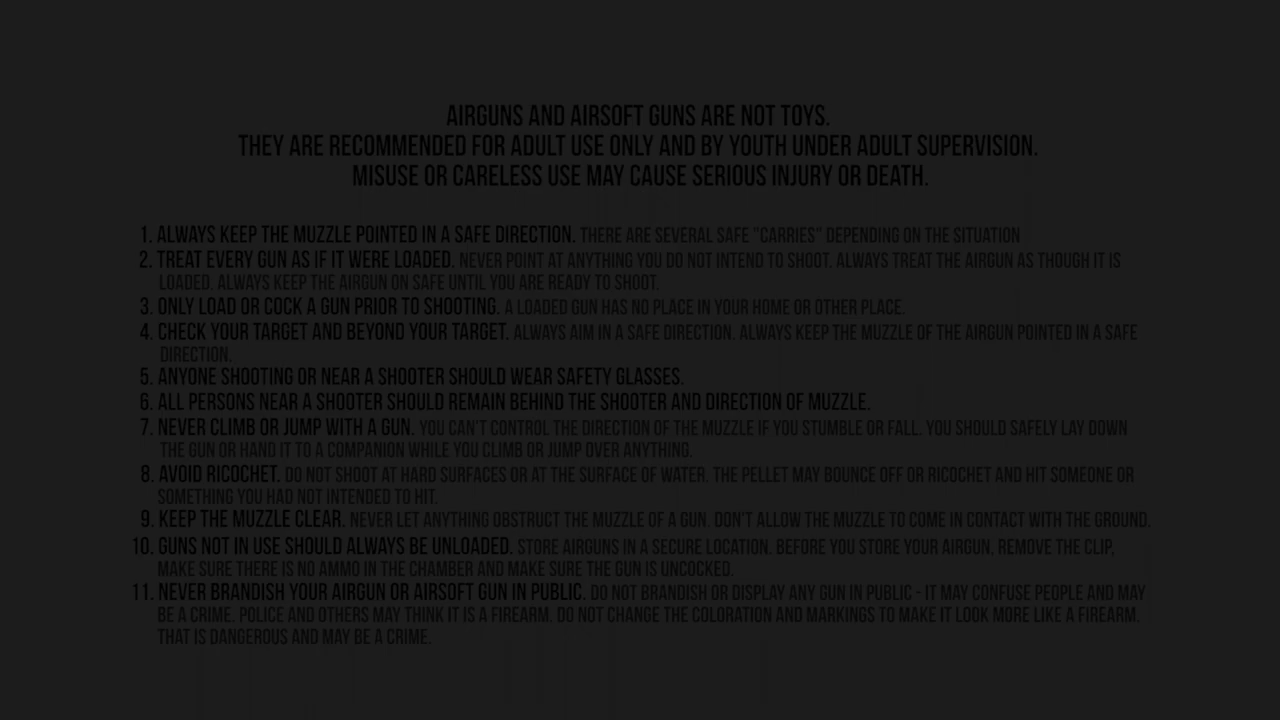 AIRGUNS AND AIRSOFT GUNS ARE NOT TOYS.
THEY ARE RECOMMENDED FOR ADULT USE ONLY AND BY YOUTH UNDER ADULT SUPERVISION.
MISUSE OR CARELESS USE MAY CAUSE SERIOUS INJURY OR DEATH.
1. ALWAYS KEEP THE MUZZLE POINTED IN A SAFE DIRECTION. THERE ARE SEVERAL SAFE "CARRIES" DEPENDING ON THE SITUATION
2. TREAT EVERY GUN AS IF IT WERE LOADED. NEVER POINT AT ANYTHING YOU DO NOT INTEND TO SHOOT. ALWAYS TREAT THE AIRGUN AS THOUGH IT IS
LOADED. ALWAYS KEEP THE AIRGUN ON SAFE UNTIL YOU ARE READY TO SHOOT.
3. ONLY LOAD OR COCK A GUN PRIOR TO SHOOTING. A LOADED GUN HAS NO PLACE IN YOUR HOME OR OTHER PLACE.
4. CHECK YOUR TARGET AND BEYOND YOUR TARGET. ALWAYS AIM IN A SAFE DIRECTION. ALWAYS KEEP THE MUZZLE OF THE AIRGUN POINTED IN A SAFE
DIRECTION.
5. ANYONE SHOOTING OR NEAR A SHOOTER SHOULD WEAR SAFETY GLASSES.
6. ALL PERSONS NEAR A SHOOTER SHOULD REMAIN BEHIND THE SHOOTER AND DIRECTION OF MUZZLE.
7. NEVER CLIMB OR JUMP WITH A GUN. YOU CAN'T CONTROL THE DIRECTION OF THE MUZZLE IF YOU STUMBLE OR FALL. YOU SHOULD SAFELY LAY DOWN
THE GUN OR HAND IT TO A COMPANION WHILE YOU CLIMB OR JUMP OVER ANYTHING.
8. AVOID RICOCHET. DO NOT SHOOT AT HARD SURFACES OR AT THE SURFACE OF WATER. THE PELLET MAY BOUNCE OFF OR RICOCHET AND HIT SOMEONE OR
SOMETHING YOU HAD NOT INTENDED TO HIT.
9. KEEP THE MUZZLE CLEAR. NEVER LET ANYTHING OBSTRUCT THE MUZZLE OF A GUN. DON'T ALLOW THE MUZZLE TO COME IN CONTACT WITH THE GROUND.
10. GUNS NOT IN USE SHOULD ALWAYS BE UNLOADED. STORE AIRGUNS IN A SECURE LOCATION. BEFORE YOU STORE YOUR AIRGUN, REMOVE THE CLIP,
MAKE SURE THERE IS NO AMMO IN THE CHAMBER AND MAKE SURE THE GUN IS UNCOCKED.
11. NEVER BRANDISH YOUR AIRGUN OR AIRSOFT GUN IN PUBLIC. DO NOT BRANDISH OR DISPLAY ANY GUN IN PUBLIC - IT MAY CONFUSE PEOPLE AND MAY
BE A CRIME. POLICE AND OTHERS MAY THINK IT IS A FIREARM. DO NOT CHANGE THE COLORATION AND MARKINGS TO MAKE IT LOOK MORE LIKE A FIREARM.
THAT IS DANGEROUS AND MAY BE A CRIME.